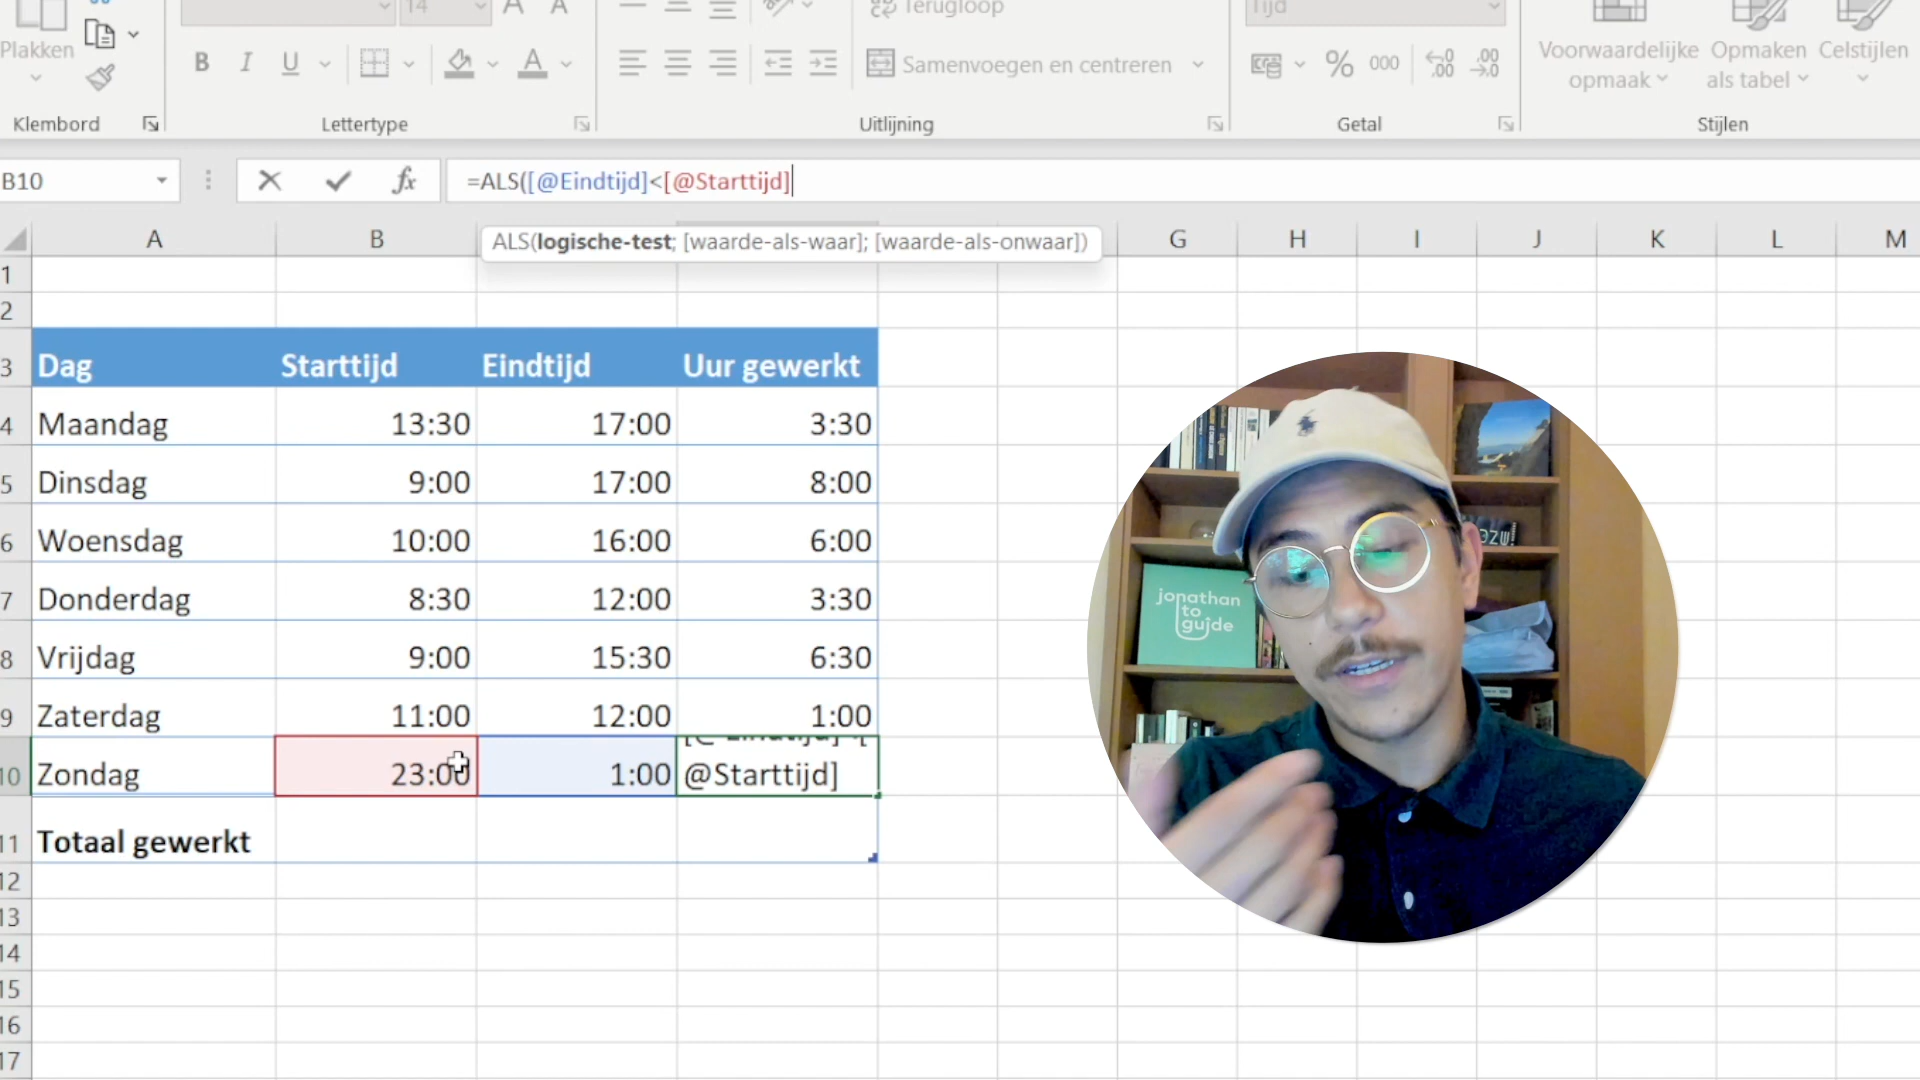 14
Terugloop
Tijd
Plakken
B I U
A
Samenvoegen en centreren
% 000
Voorwaardelijke
opmaak
Opmaken
als tabel
Celstijlen
Klembord
Lettertype
Uitlijning
Getal
Stijlen
B10
fx
=ALS([@Eindtijd]<[@Starttijd]
ALS(logische-test; [waarde-als-waar]; [waarde-als-onwaar])
A B G H I J K L M
1
2
3 Dag Starttijd Eindtijd Uur gewerkt
4 Maandag 13:30 17:00 3:30
5 Dinsdag 9:00 17:00 8:00
6 Woensdag 10:00 16:00 6:00
7 Donderdag 8:30 12:00 3:30
8 Vrijdag 9:00 15:30 6:30
9 Zaterdag 11:00 12:00 1:00
10 Zondag 23:00 1:00 @Starttijd]
11 Totaal gewerkt
12
13
14
15
16
17
jonathan
to
guide